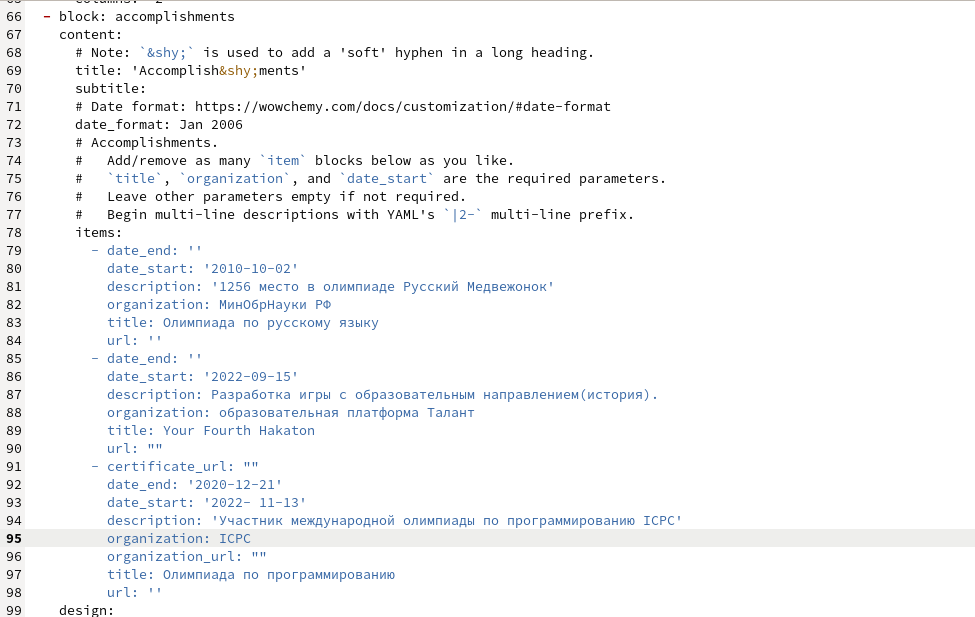 66 - block: accomplishments
67 content:
68 # Note: `&shy;` is used to add a 'soft' hyphen in a long heading.
69 title: 'Accomplish&shy;ments'
70 subtitle:
71 # Date format: https://wowchemy.com/docs/customization/#date-format
72 date_format: Jan 2006
73 # Accomplishments.
74 #   Add/remove as many `item` blocks below as you like.
75 #   `title`, `organization`, and `date_start` are the required parameters.
76 #   Leave other parameters empty if not required.
77 #   Begin multi-line descriptions with YAML's `|2-` multi-line prefix.
78 items:
79 - date_end: ''
80 date_start: '2010-10-02'
81 description: '1256 место в олимпиаде Русский Медвежонок'
82 organization: МинОбрНауки РФ
83 title: Олимпиада по русскому языку
84 url: ''
85 - date_end: ''
86 date_start: '2022-09-15'
87 description: Разработка игры с образовательным направлением(история).
88 organization: образовательная платформа Талант
89 title: Your Fourth Hakaton
90 url: ""
91 - certificate_url: ""
92 date_end: '2020-12-21'
93 date_start: '2022- 11-13'
94 description: 'Участник международной олимпиады по программированию ICPC'
95 organization: ICPC
96 organization_url: ""
97 title: Олимпиада по программированию
98 url: ''
99 design: